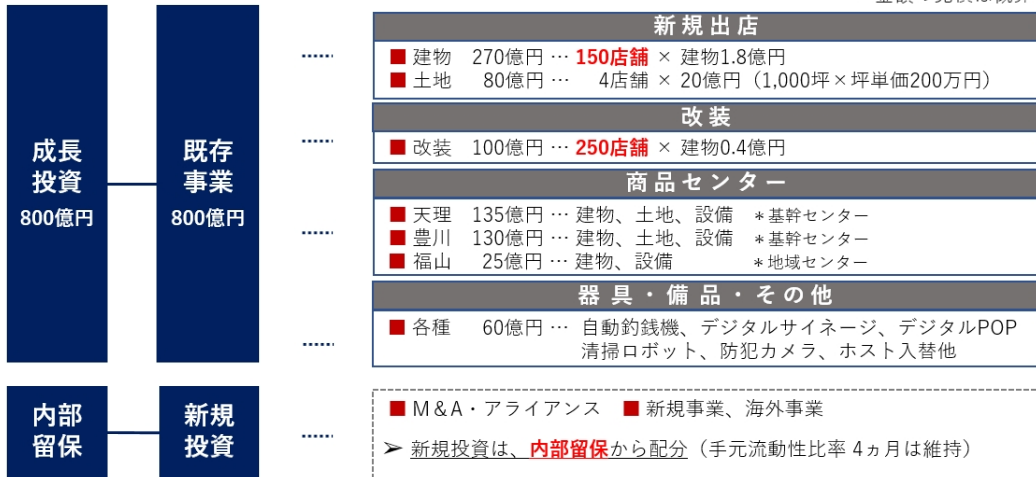 新規出店
■ 建物 270億円 … 150店舗 × 建物1.8億円
■ 土地 80億円 … 4店舗 × 20億円（1,000坪×坪単価200万円）
改装
■ 改装 100億円 … 250店舗 × 建物0.4億円
商品センター
■ 天理 135億円 … 建物、土地、設備 ＊基幹センター
■ 豊川 130億円 … 建物、土地、設備 ＊基幹センター
■ 福山 25億円 … 建物、設備 ＊地域センター
器具・備品・その他
■ 各種 60億円 … 自動釣銭機、デジタルサイネージ、デジタルPOP
清掃ロボット、防犯カメラ、ホスト入替他
成長
投資
800億円
既存
事業
800億円
内部
留保
新規
投資
■ M&A・アライアンス ■ 新規事業、海外事業
➢ 新規投資は、内部留保から配分（手元流動性比率 4ヵ月は維持）